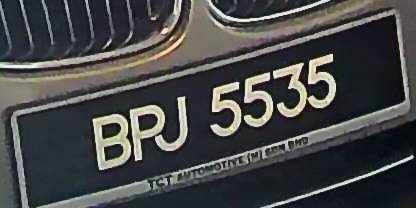 BPJ 5535
TCT AUTOMOTIVE (M) SDN BHD